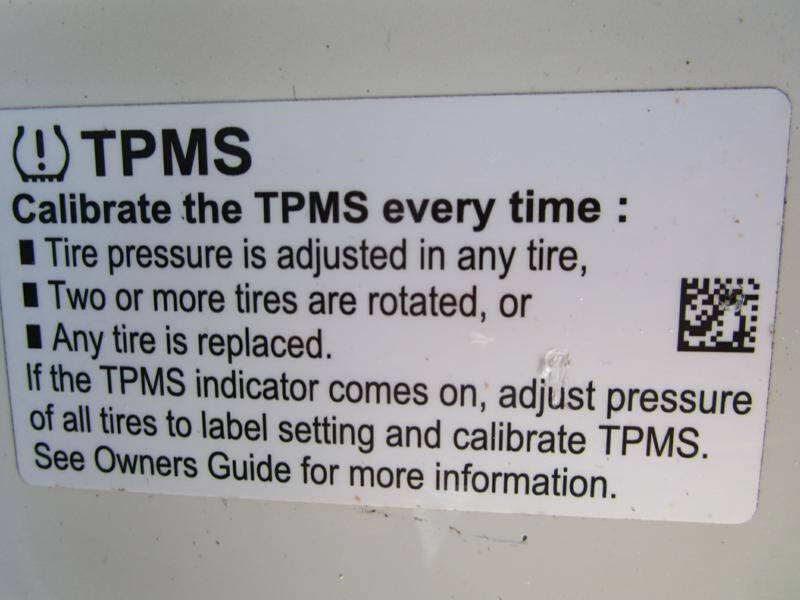 TPMS
Calibrate the TPMS every time :
Tire pressure is adjusted in any tire,
Two or more tires are rotated, or
Any tire is replaced.
If the TPMS indicator comes on, adjust pressure
of all tires to label setting and calibrate TPMS.
See Owners Guide for more information.